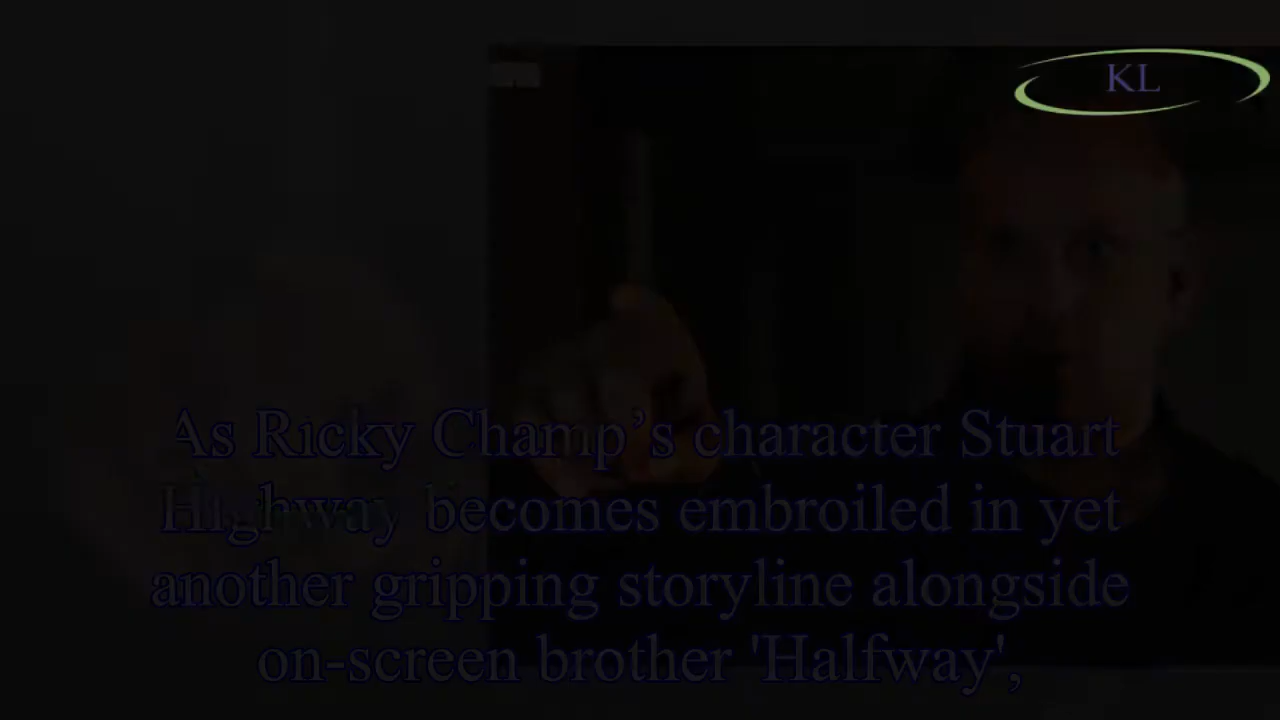 KL
As Ricky Champ’s character Stuart
Highway becomes embroiled in yet
another gripping storyline alongside
on-screen brother 'Halfway',